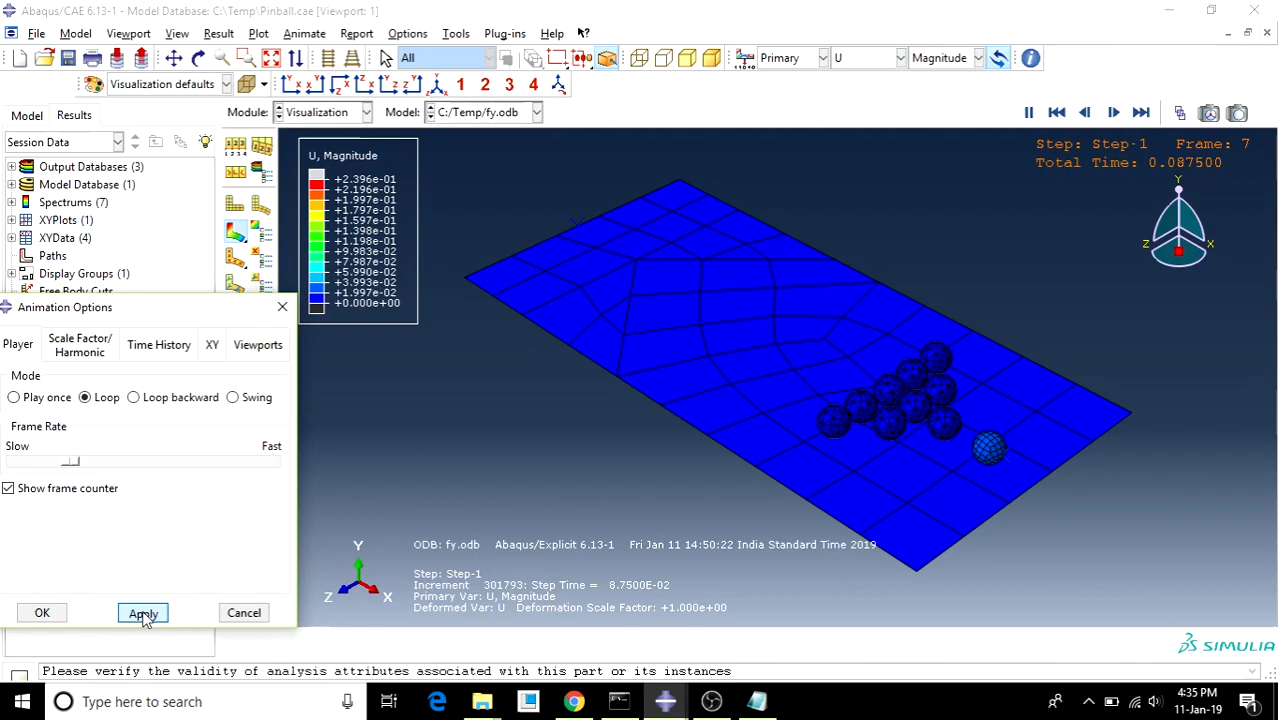 Abaqus/CAE 6.13-1 - Model Database: C:\Temp\Pinball.cae [Viewport: 1]
File Model Viewport View Result Plot Animate Report Options Tools Plug-ins Help ?
All Primary U Magnitude
Visualization defaults 1 2 3 4
Model Results Module: Visualization Model: C:/Temp/fy.odb
Session Data
Output Databases (3)
Model Database (1)
Spectrums (7)
XYPlots (1)
XYData (4)
Paths
Display Groups (1)
Free Body Cuts
Animation Options
Player
Scale Factor/
Harmonic
Time History
XY
Viewports
Mode
Play once Loop Loop backward Swing
Frame Rate
Slow Fast
Show frame counter
OK Apply Cancel
U, Magnitude
+2.396e-01
+2.196e-01
+1.997e-01
+1.797e-01
+1.597e-01
+1.398e-01
+1.198e-01
+9.983e-02
+7.987e-02
+5.990e-02
+3.993e-02
+1.997e-02
+0.000e+00
Step: Step-1 Frame: 7
Total Time: 0.087500
Y
Z X
ODB: fy.odb Abaqus/Explicit 6.13-1 Fri Jan 11 14:50:22 India Standard Time 2019
Step: Step-1
Increment 301793: Step Time = 8.7500E-02
Primary Var: U, Magnitude
Deformed Var: U Deformation Scale Factor: +1.000e+00
Y
Z X
SIMULIA
Please verify the validity of analysis attributes associated with this part or its instances
Type here to search
4:35 PM
11-Jan-19
1